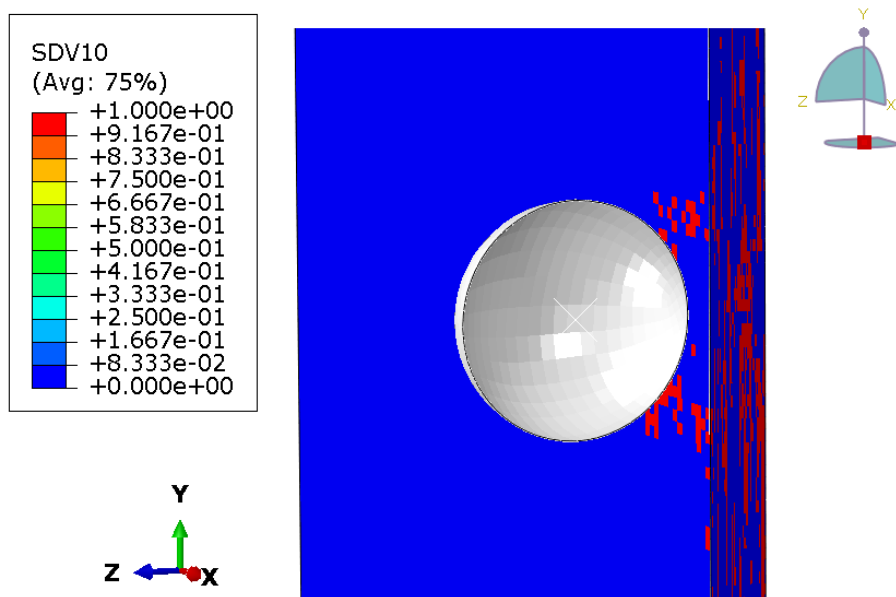 SDV10
(Avg: 75%)
+1.000e+00
+9.167e-01
+8.333e-01
+7.500e-01
+6.667e-01
+5.833e-01
+5.000e-01
+4.167e-01
+3.333e-01
+2.500e-01
+1.667e-01
+8.333e-02
+0.000e+00
Y
Z
X
Y
Z
X